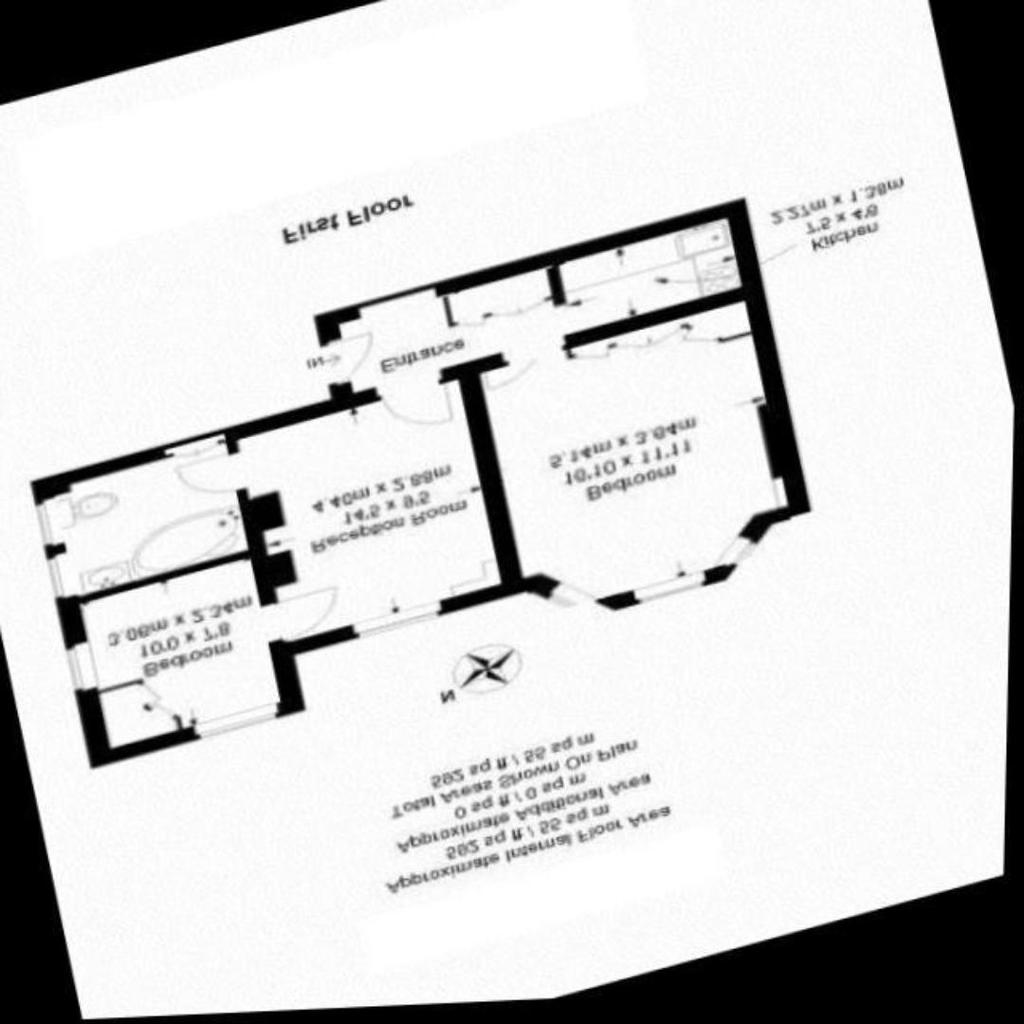 Approximate Internal Floor Area
592 sq ft / 55 sq m
Approximate Additional Area
0 sq ft / 0 sq m
Total Areas Shown On Plan
592 sq ft / 55 sq m
N
Bedroom
10'0 x 7'8
3.06m x 2.34m
Reception Room
14'5 x 9'5
4.40m x 2.88m
Bedroom
16'10 x 11'11
5.14m x 3.64m
Entrance
IN
Kitchen
7'5 x 4'6
2.27m x 1.38m
First Floor